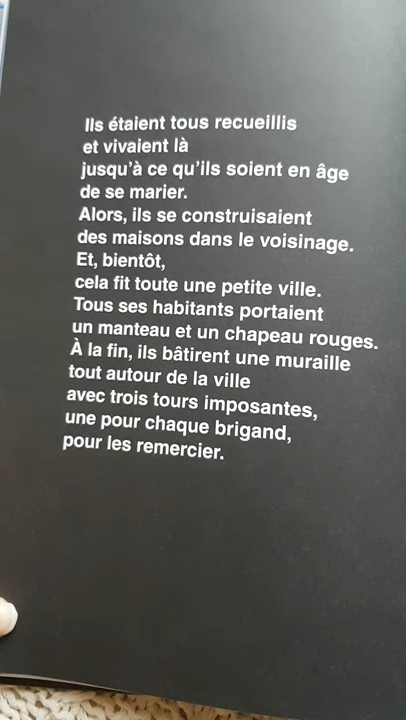 Ils étaient tous recueillis
et vivaient là
jusqu'à ce qu'ils soient en âge
de se marier.
Alors, ils se construisaient
des maisons dans le voisinage.
Et, bientôt,
cela fit toute une petite ville.
Tous ses habitants portaient
un manteau et un chapeau rouges.
À la fin, ils bâtirent une muraille
tout autour de la ville
avec trois tours imposantes,
une pour chaque brigand,
pour les remercier.